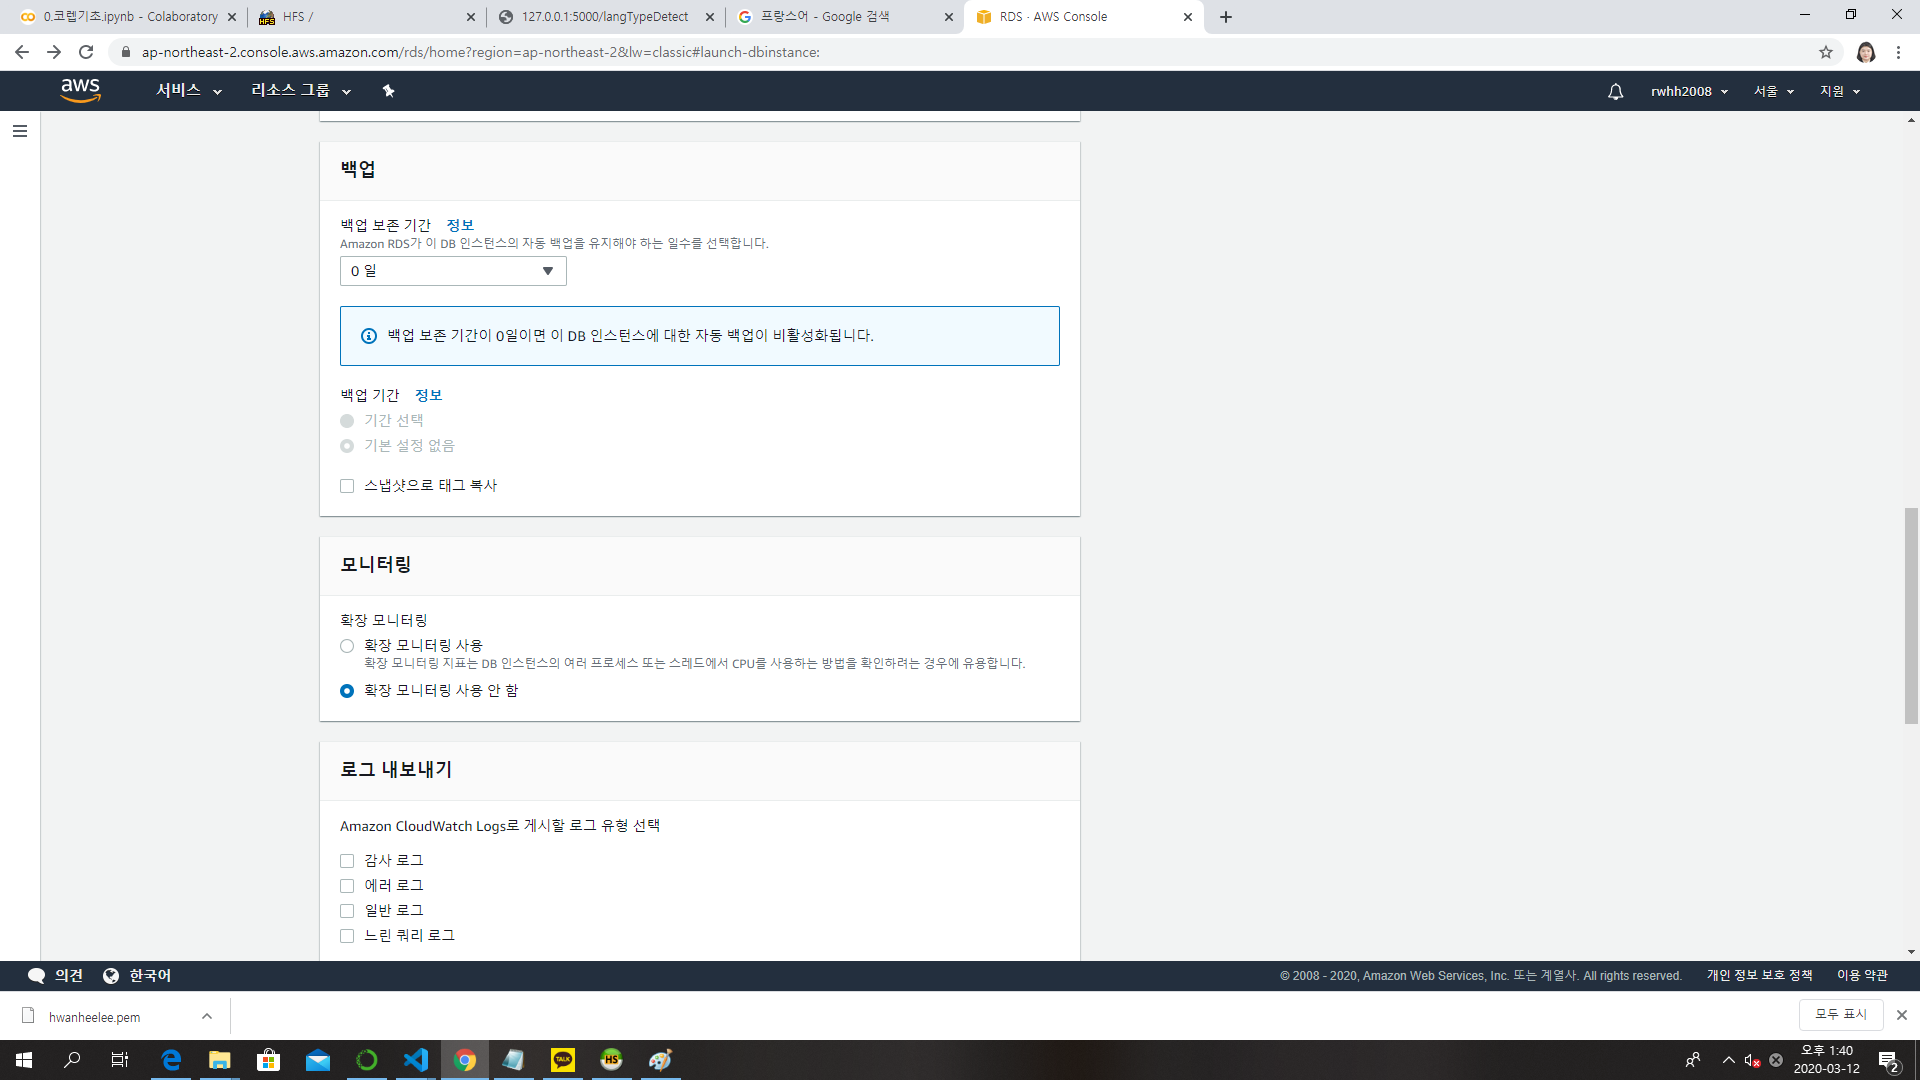 0.코렙기초.ipynb - Colaboratory
HFS /
127.0.0.1:5000/langTypeDetect
프랑스어 - Google 검색
RDS · AWS Console
ap-northeast-2.console.aws.amazon.com/rds/home?region=ap-northeast-2&lw=classic#launch-dbinstance:
aws
서비스
리소스 그룹
rwhh2008
서울
지원
백업
백업 보존 기간 정보
Amazon RDS가 이 DB 인스턴스의 자동 백업을 유지해야 하는 일수를 선택합니다.
0 일
백업 보존 기간이 0일이면 이 DB 인스턴스에 대한 자동 백업이 비활성화됩니다.
백업 기간 정보
기간 선택
기본 설정 없음
스냅샷으로 태그 복사
모니터링
확장 모니터링
확장 모니터링 사용
확장 모니터링 지표는 DB 인스턴스의 여러 프로세스 또는 스레드에서 CPU를 사용하는 방법을 확인하려는 경우에 유용합니다.
확장 모니터링 사용 안 함
로그 내보내기
Amazon CloudWatch Logs로 게시할 로그 유형 선택
감사 로그
에러 로그
일반 로그
느린 쿼리 로그
의견
한국어
© 2008 - 2020, Amazon Web Services, Inc. 또는 계열사. All rights reserved.
개인 정보 보호 정책
이용 약관
hwanheelee.pem
모두 표시
TALK
HS
오후 1:40
2020-03-12
2